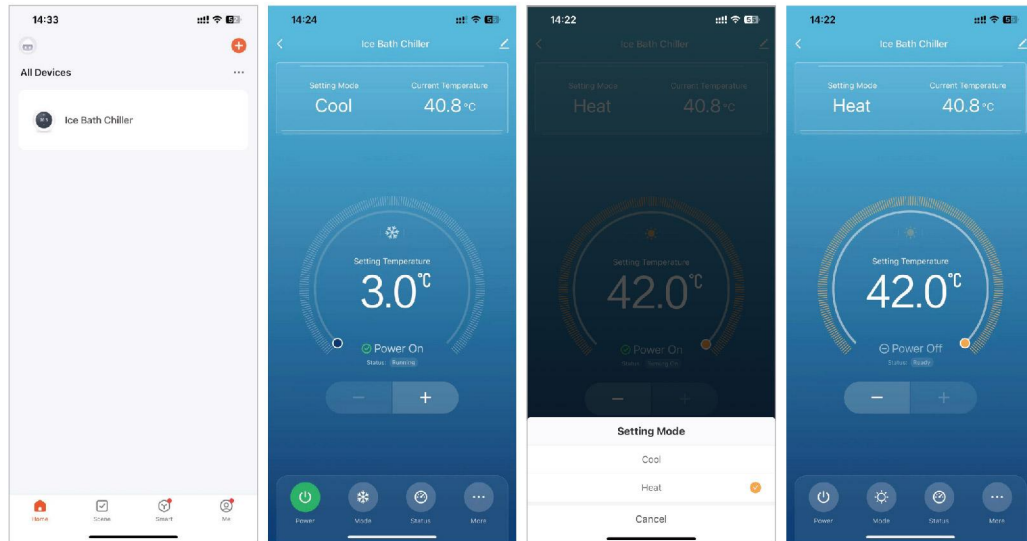 14:33
All Devices
Ice Bath Chiller
Home
Scene
Smart
Me
14:24
Ice Bath Chiller
Setting Mode
Current Temperature
Cool
40.8 °C
Setting Temperature
3.0°C
Power On
Status: Running
Power
Mode
Status
More
14:22
Ice Bath Chiller
Setting Mode
Current Temperature
Heat
40.8 °C
Setting Temperature
42.0°C
Power On
Status:
Setting Mode
Cool
Heat
Cancel
14:22
Ice Bath Chiller
Setting Mode
Current Temperature
Heat
40.8 °C
Setting Temperature
42.0°C
Power Off
Status: Ready
Power
Mode
Status
More